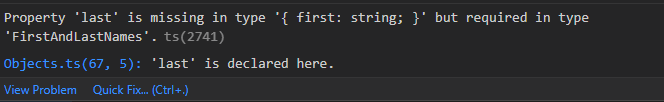 Property 'last' is missing in type '{ first: string; }' but required in type
'FirstAndLastNames'. ts(2741)
Objects.ts(67, 5): 'last' is declared here.
View Problem Quick Fix... (Ctrl+.)